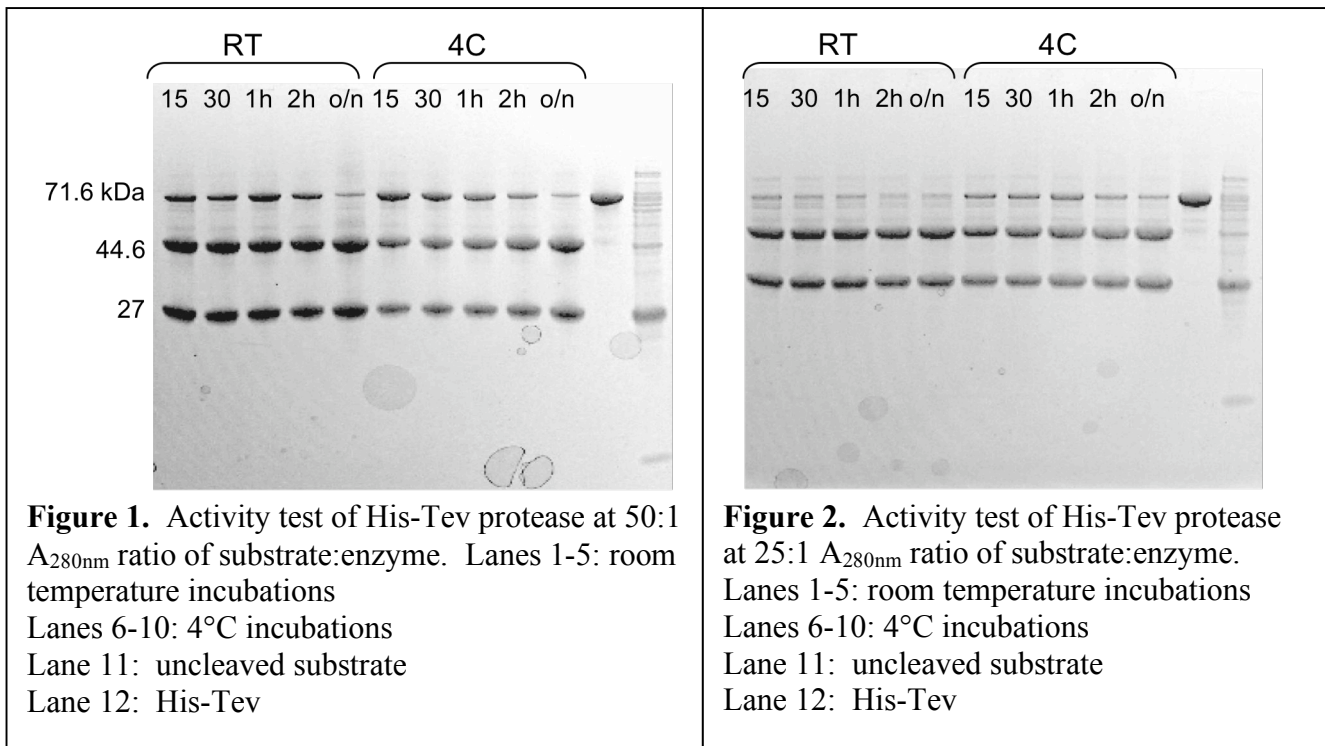 RT 4C
15 30 1h 2h o/n 15 30 1h 2h o/n
71.6 kDa
44.6
27
Figure 1. Activity test of His-Tev protease at 50:1
A280nm ratio of substrate:enzyme. Lanes 1-5: room
temperature incubations
Lanes 6-10: 4°C incubations
Lane 11: uncleaved substrate
Lane 12: His-Tev
RT 4C
15 30 1h 2h o/n 15 30 1h 2h o/n
Figure 2. Activity test of His-Tev protease
at 25:1 A280nm ratio of substrate:enzyme.
Lanes 1-5: room temperature incubations
Lanes 6-10: 4°C incubations
Lane 11: uncleaved substrate
Lane 12: His-Tev